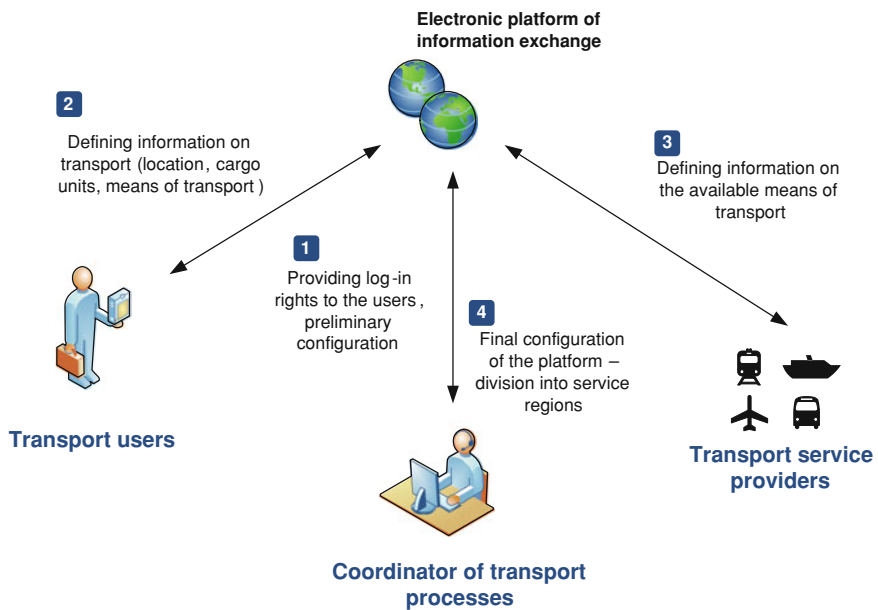 Electronic platform of
information exchange
2
Defining information on
transport (location, cargo
units, means of transport )
3
Defining information on
the available means of
transport
1
Providing log-in
rights to the users ,
preliminary
configuration
4
Final configuration
of the platform –
division into service
regions
Transport users
Transport service
providers
Coordinator of transport
processes